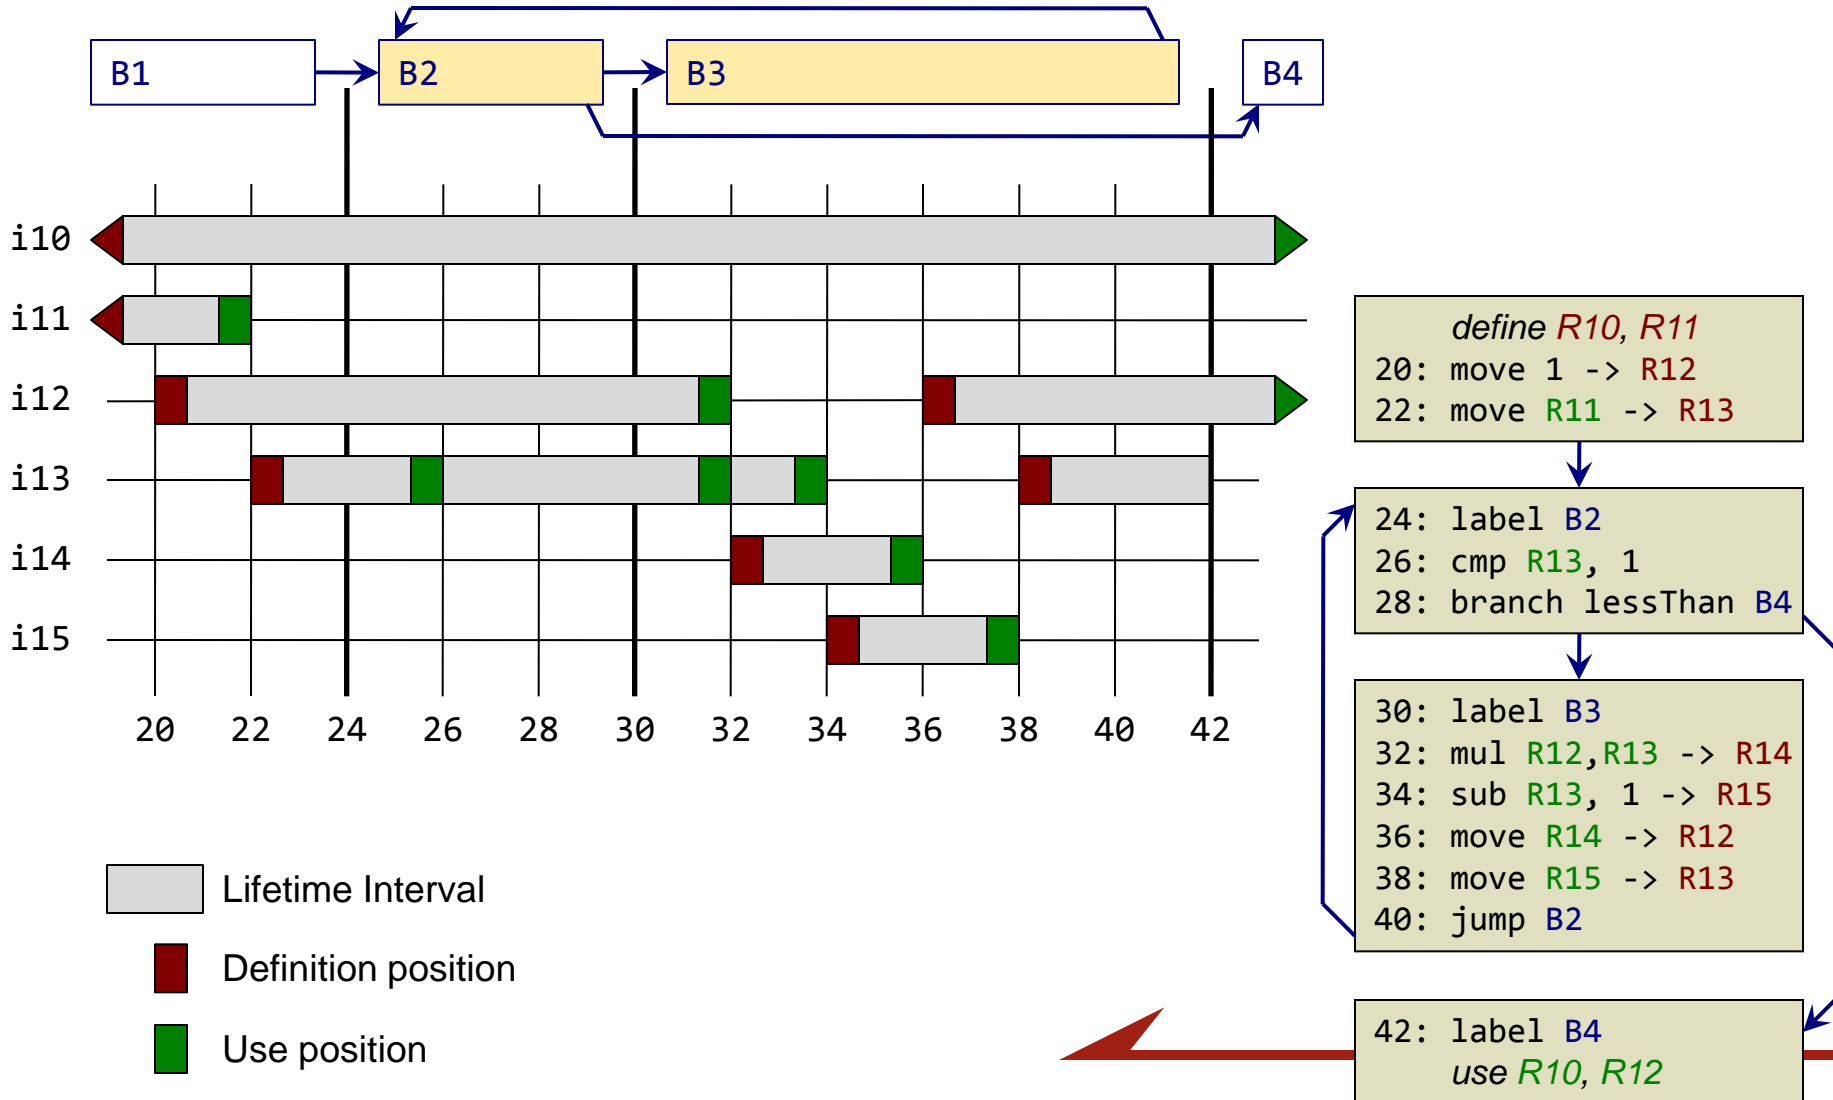 B1
B2
B3
B4
i10
i11
i12
i13
i14
i15
20 22 24 26 28 30 32 34 36 38 40 42
Lifetime Interval
Definition position
Use position
define R10, R11
20: move 1 -> R12
22: move R11 -> R13
24: label B2
26: cmp R13, 1
28: branch lessThan B4
30: label B3
32: mul R12,R13 -> R14
34: sub R13, 1 -> R15
36: move R14 -> R12
38: move R15 -> R13
40: jump B2
42: label B4
use R10, R12